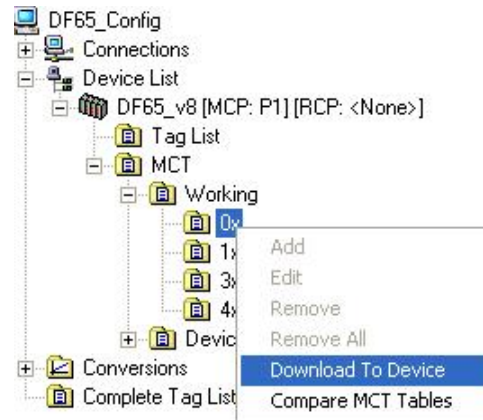 DF65_Config
Connections
Device List
DF65_v8 [MCP: P1] [RCP: <None>]
Tag List
MCT
Working
0x
1x
3x
4x
Devic
Conversions
Complete Tag List
Add
Edit
Remove
Remove All
Download To Device
Compare MCT Tables